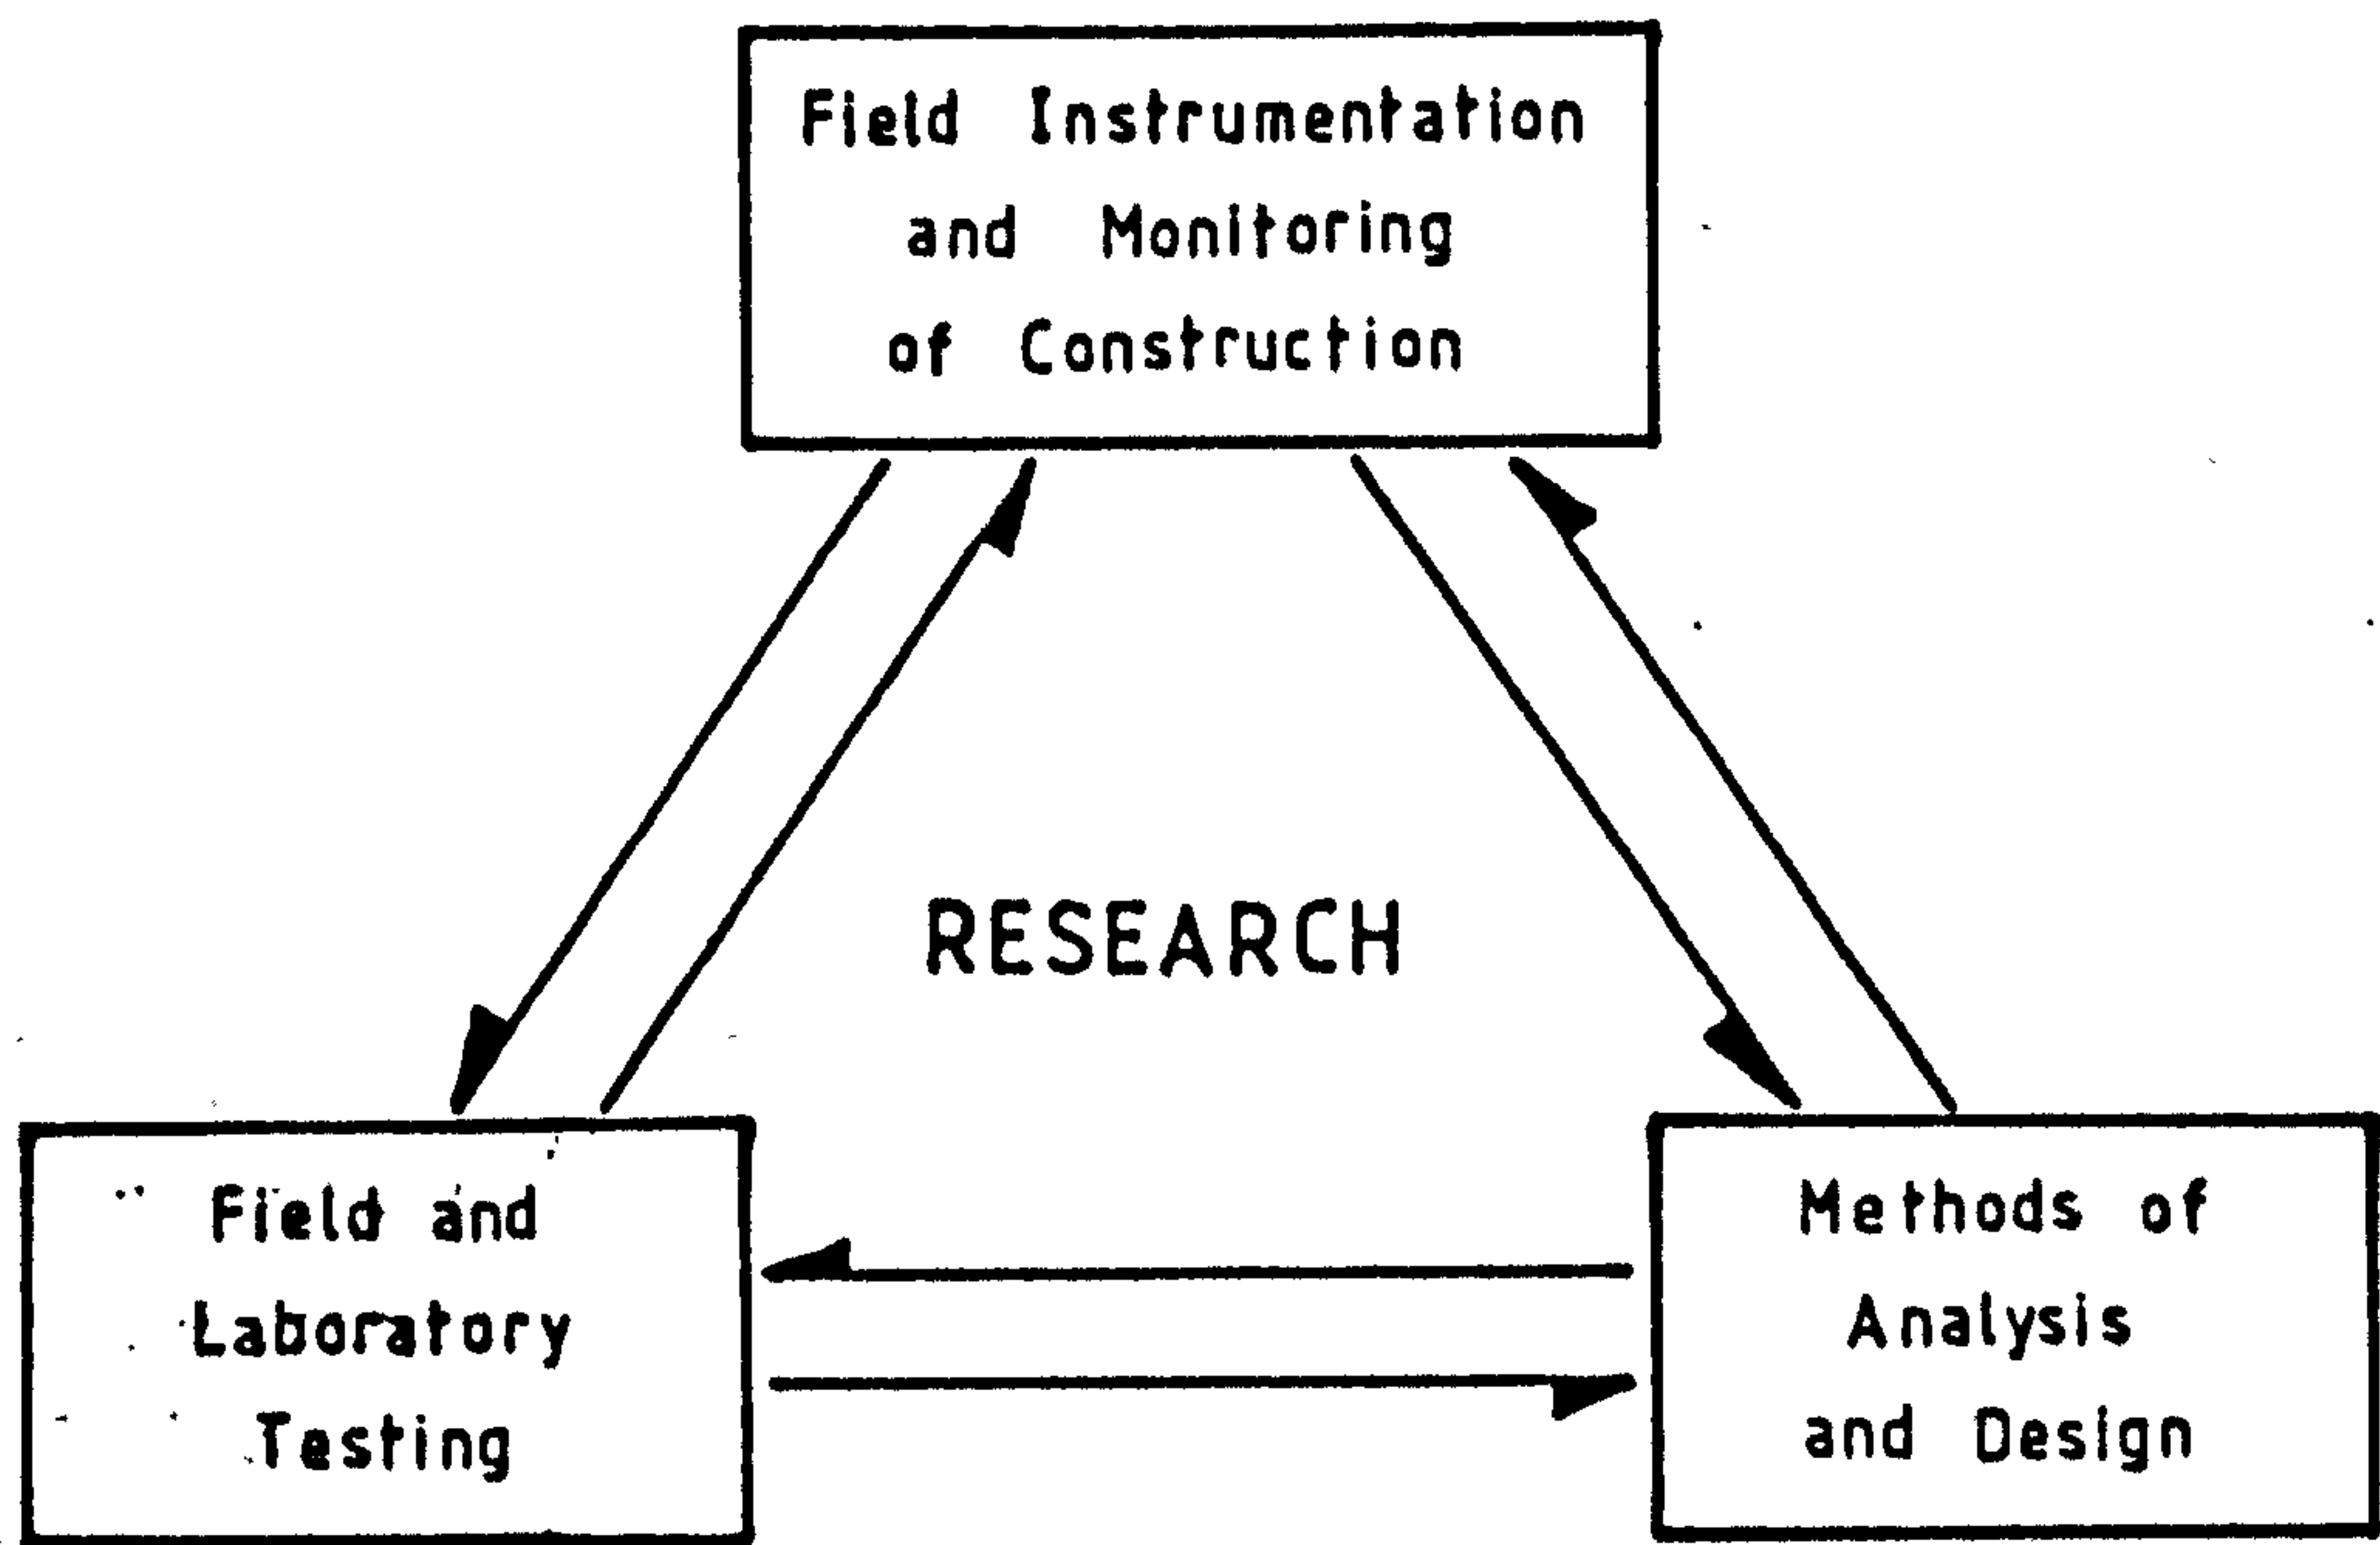 Field Instrumentation
and Monitoring
of Construction
RESEARCH
Field and
Laboratory
Testing
Methods of
Analysis
and Design